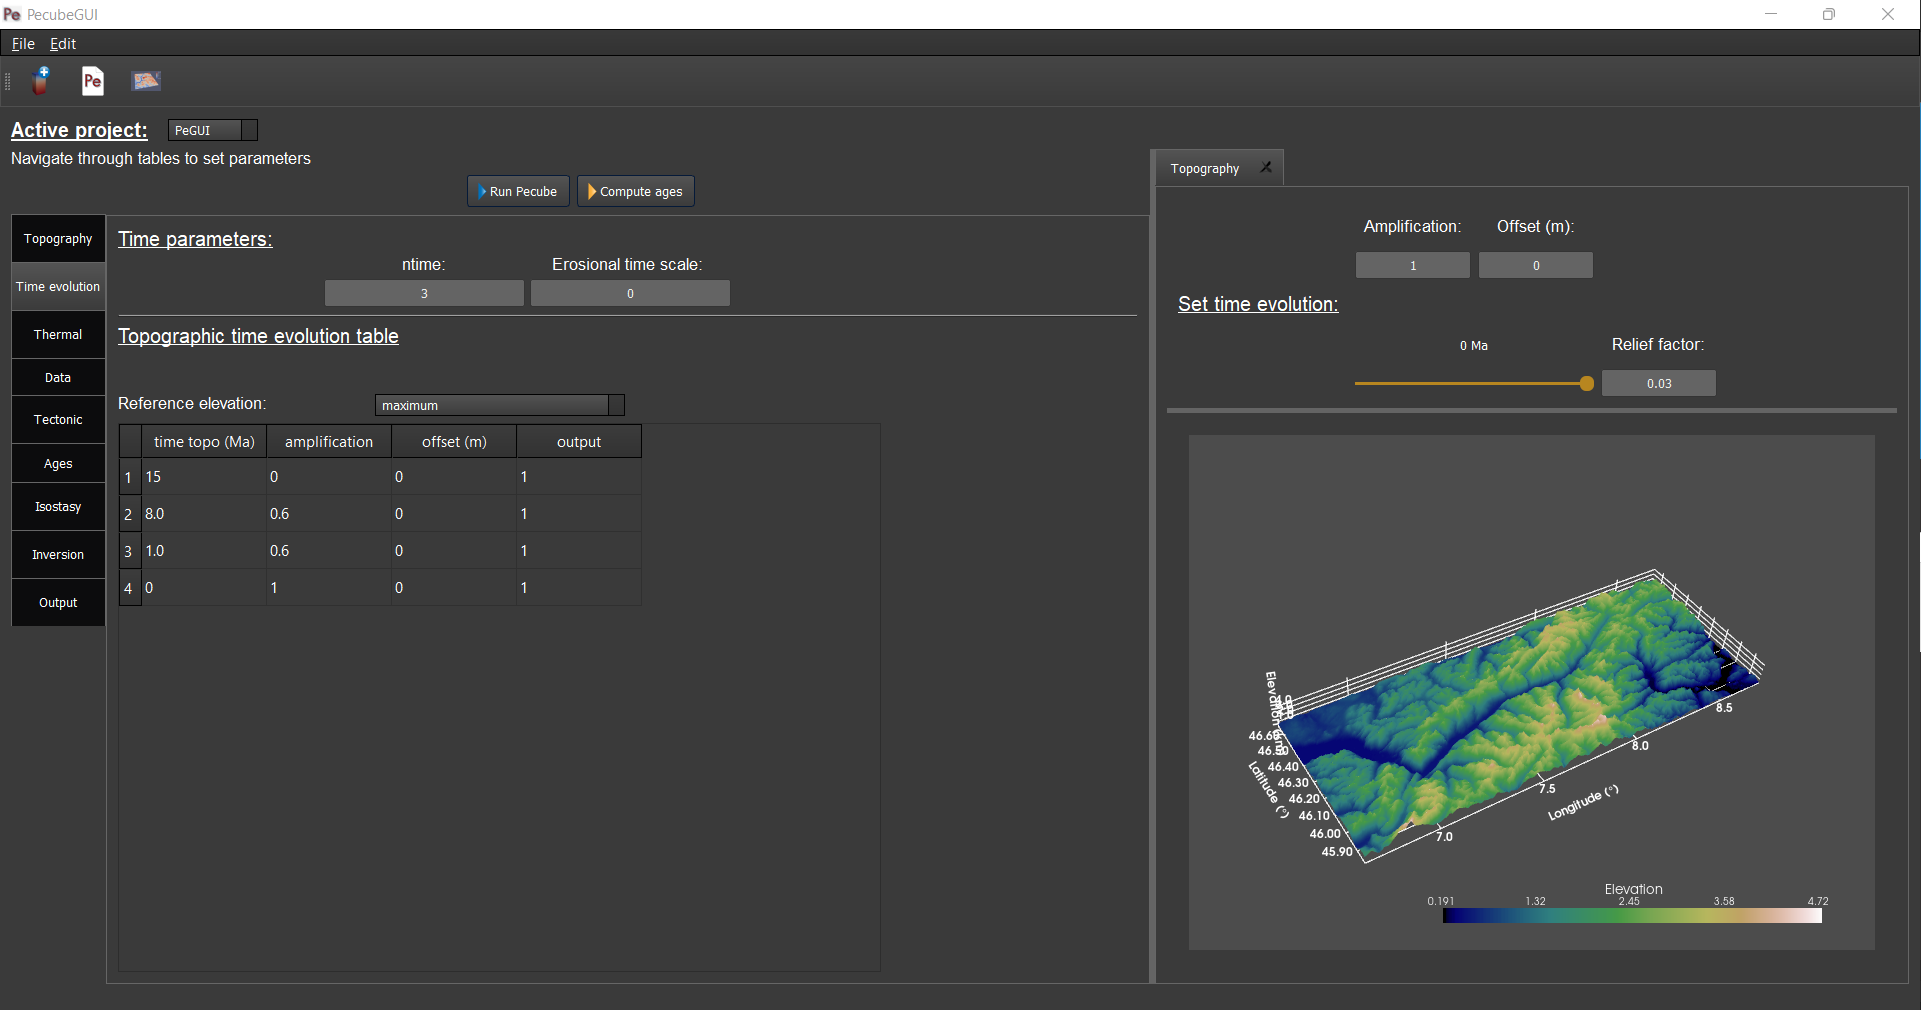 PecubeGUI
File Edit
Pe
Active project: PeGUI
Navigate through tables to set parameters
Run Pecube Compute ages
Topography
Time evolution
Thermal
Data
Tectonic
Ages
Isostasy
Inversion
Output
Time parameters:
ntime: Erosional time scale:
3 0
Topographic time evolution table
Reference elevation: maximum
time topo (Ma) amplification offset (m) output
1 15 0 0 1
2 8.0 0.6 0 1
3 1.0 0.6 0 1
4 0 1 0 1
Topography
Amplification: Offset (m):
1 0
Set time evolution:
0 Ma Relief factor:
0.03
46.50
46.40
46.30
46.20
46.10
46.00
45.90
Latitude (°)
7.0
7.5
8.0
8.5
Longitude (°)
Elevation
0.191 1.32 2.45 3.58 4.72